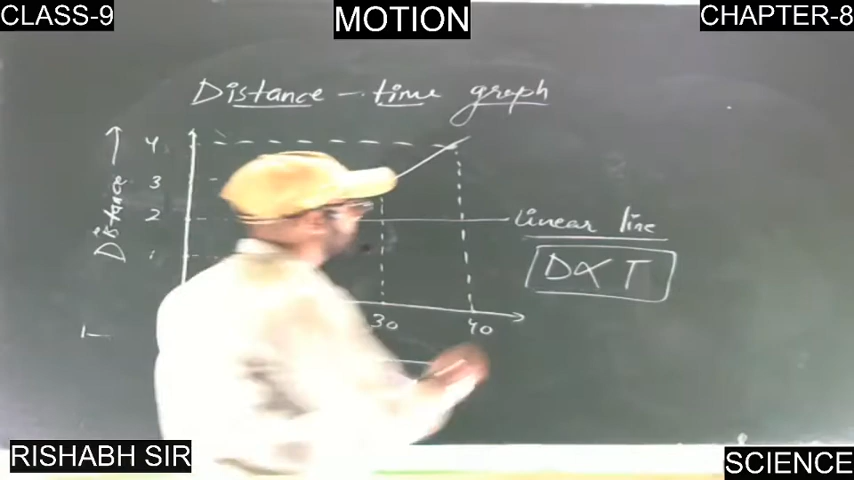 CLASS-9
MOTION
CHAPTER-8
Distance - time graph
Distance
4
3
2
1
Linear line
D∝T
30
40
RISHABH SIR
SCIENCE